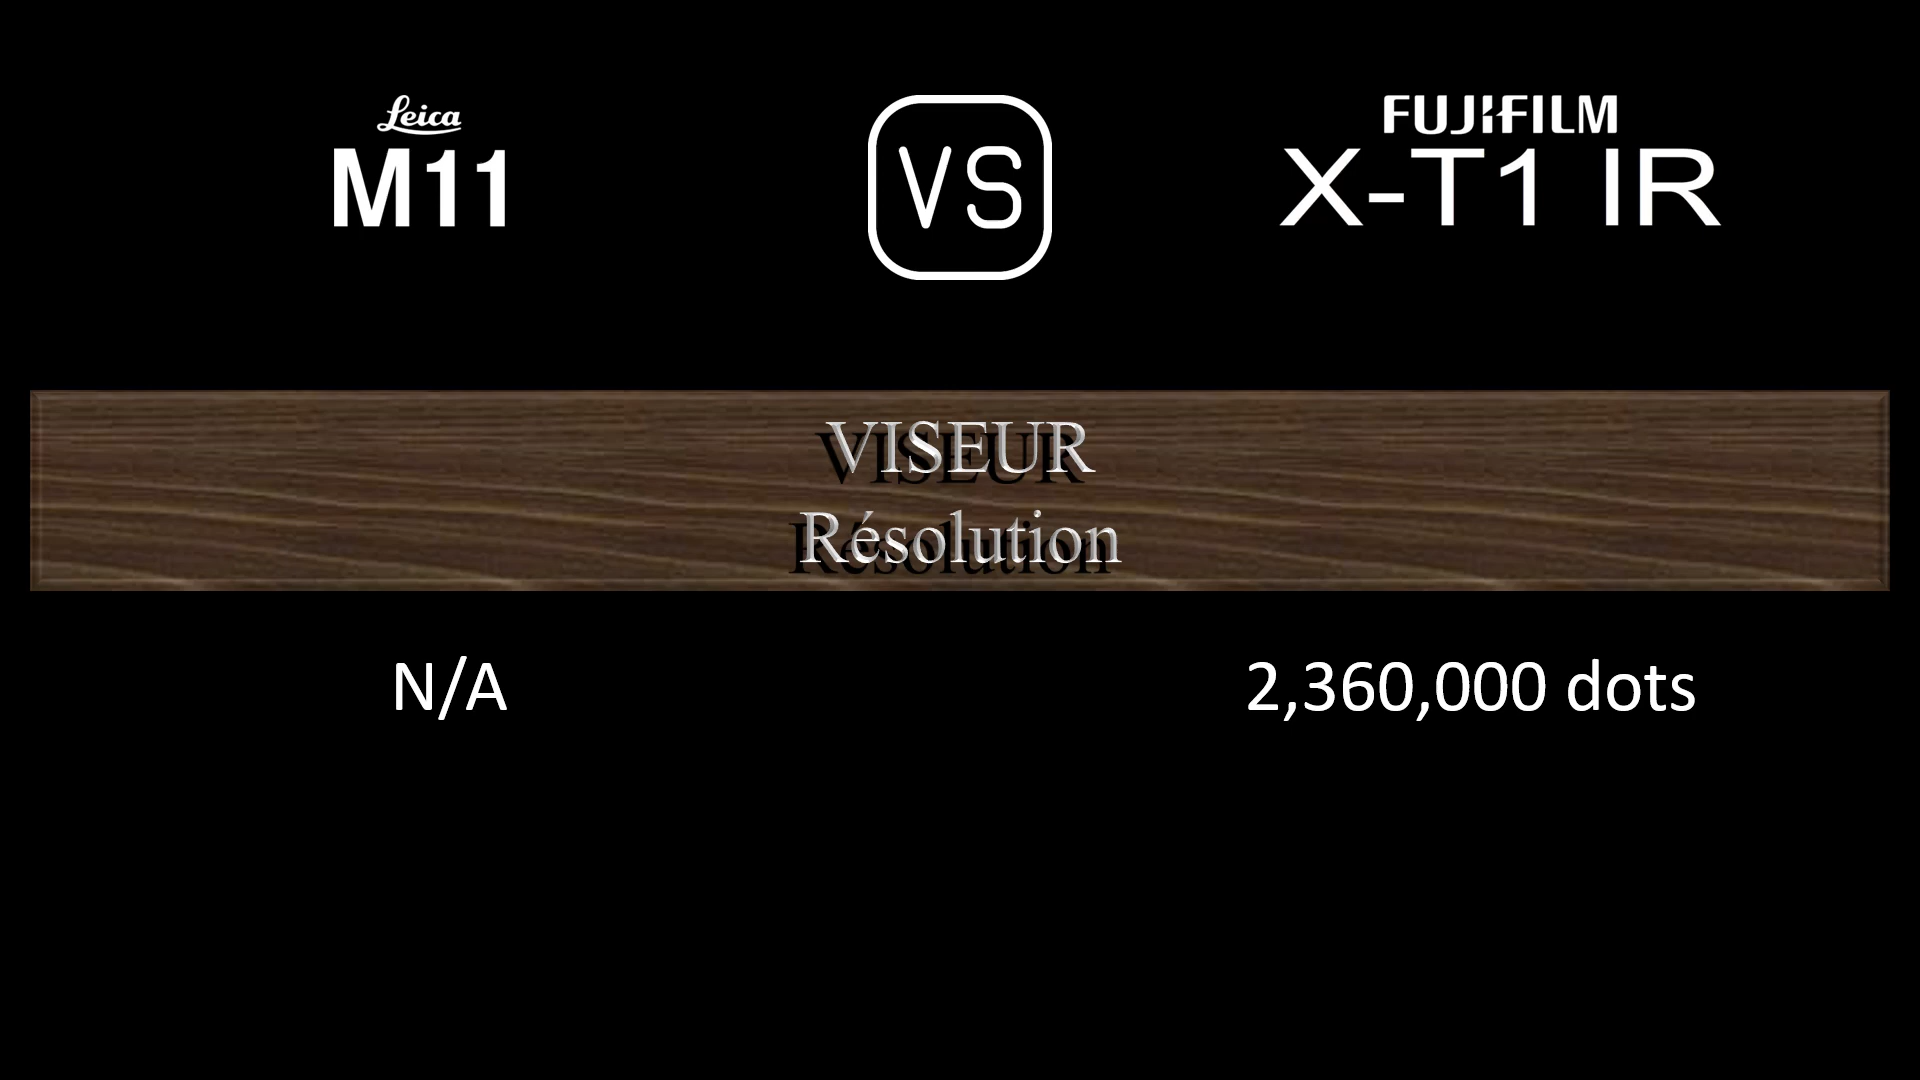 Leica
M11
VS
FUJIFILM
X-T1 IR
VISEUR
Résolution
N/A
2,360,000 dots